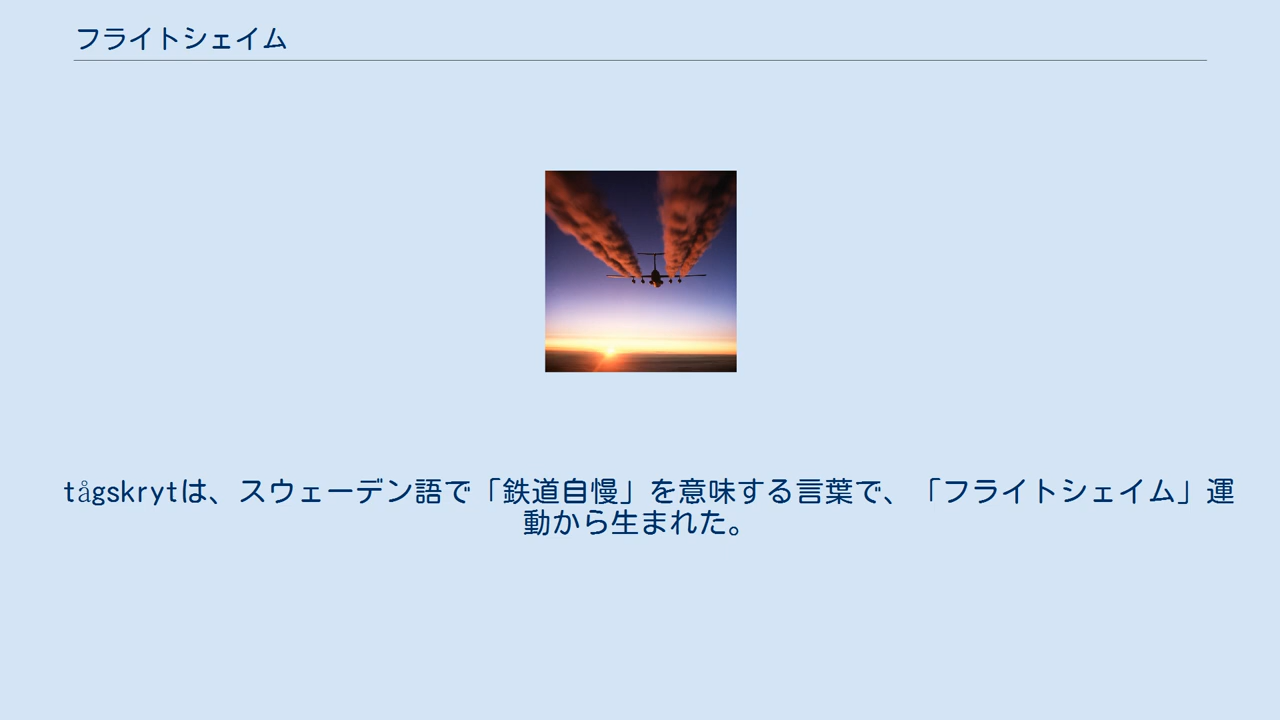 フライトシェイム
tågskrytは、スウェーデン語で「鉄道自慢」を意味する言葉で、「フライトシェイム」運
動から生まれた。